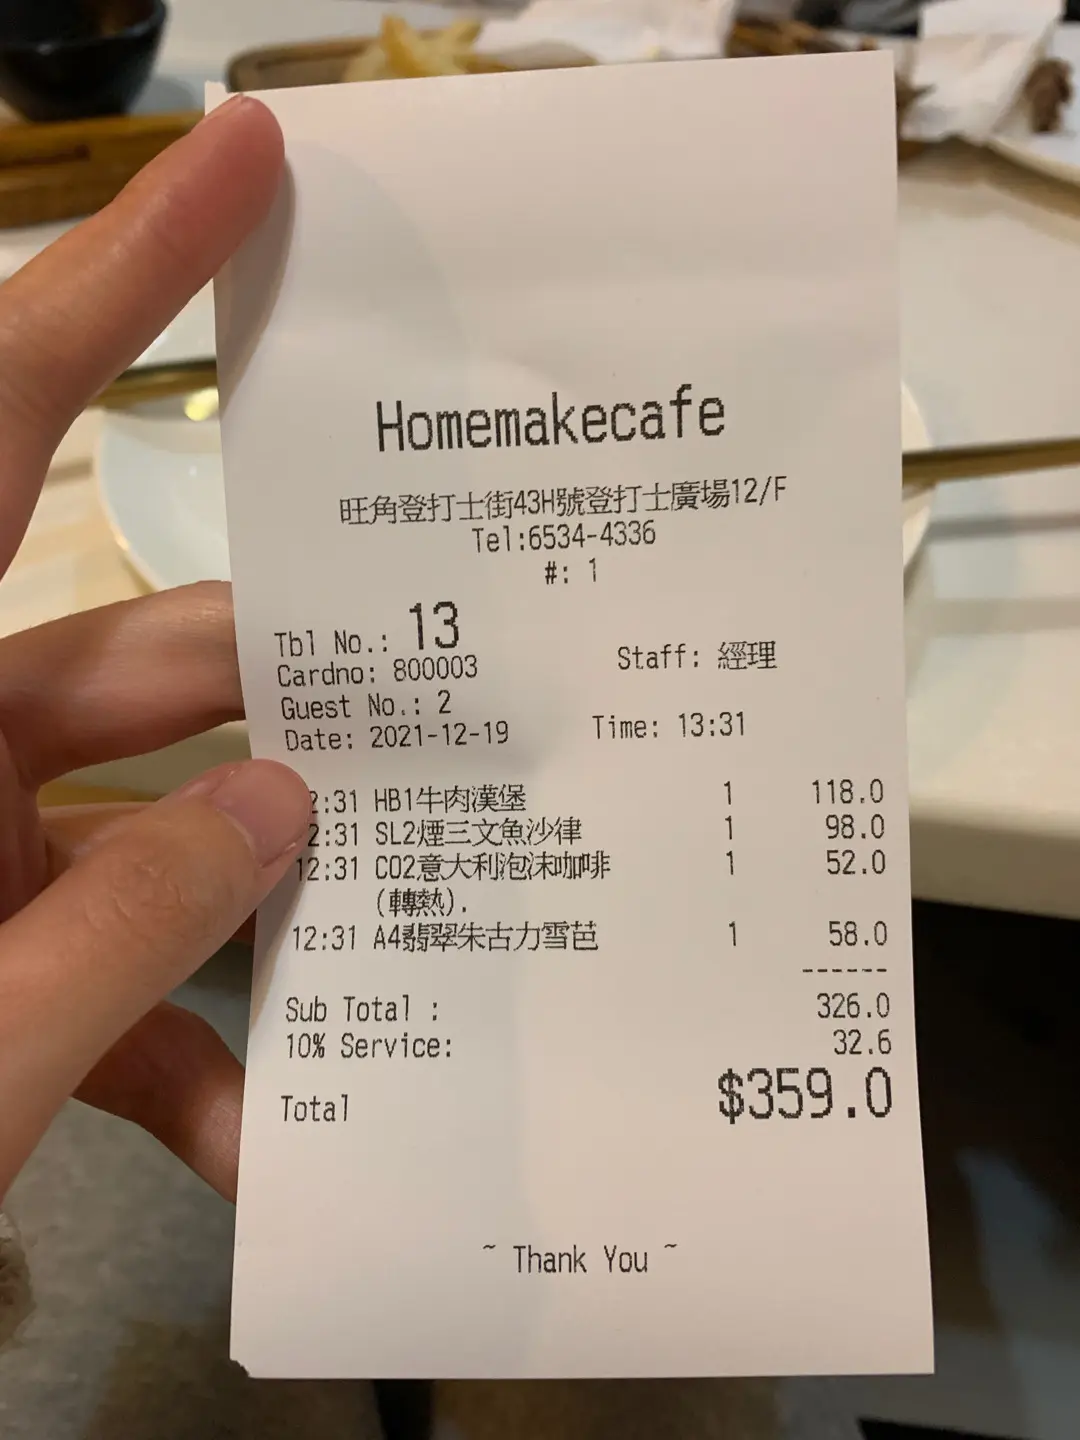 Homemakecafe
旺角登打士街43H號登打士廣場12/F
Tel:6534-4336
#: 1
Tbl No.: 13
Cardno: 800003 Staff: 經理
Guest No.: 2
Date: 2021-12-19 Time: 13:31
2:31 HB1牛肉漢堡 1 118.0
2:31 SL2煙三文魚沙律 1 98.0
12:31 CO2意大利泡沫咖啡 1 52.0
(轉熱).
12:31 A4翡翠朱古力雪芭 1 58.0
------
Sub Total : 326.0
10% Service: 32.6
Total $359.0
~ Thank You ~